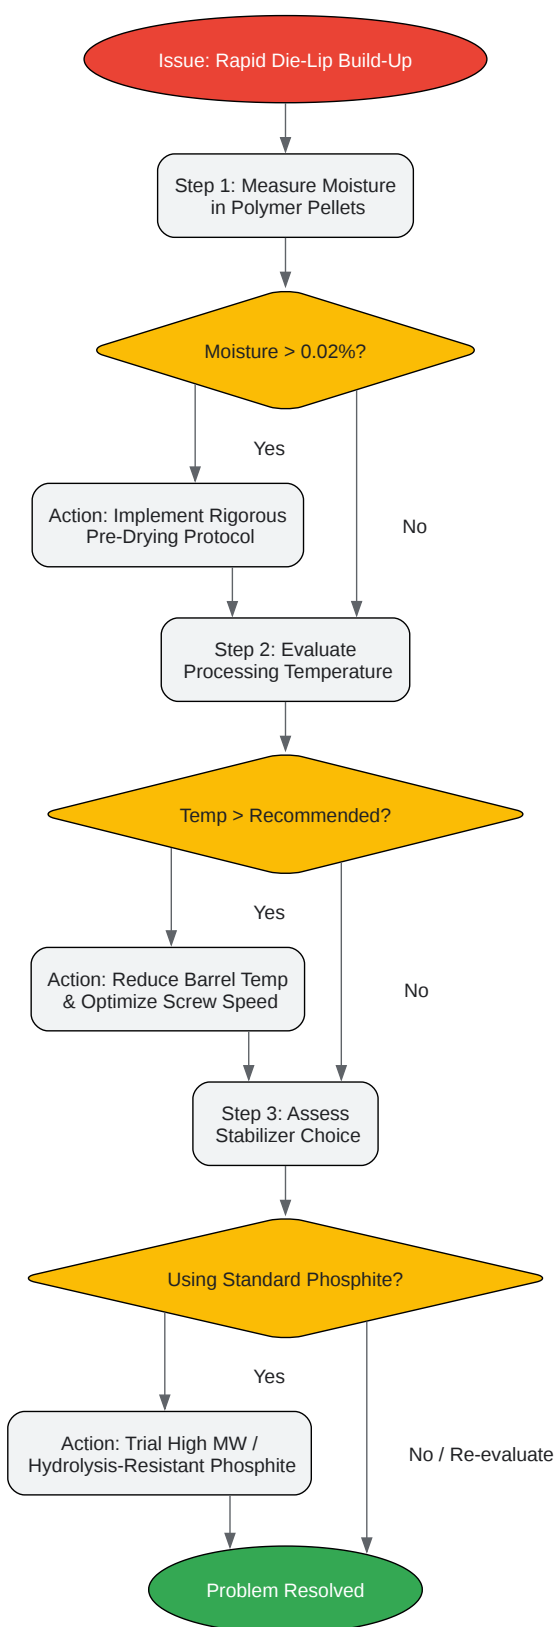 Issue: Rapid Die-Lip Build-Up
Step 1: Measure Moisture
in Polymer Pellets
Moisture > 0.02%?
Yes
Action: Implement Rigorous
Pre-Drying Protocol
No
Step 2: Evaluate
Processing Temperature
Temp > Recommended?
Yes
Action: Reduce Barrel Temp
& Optimize Screw Speed
No
Step 3: Assess
Stabilizer Choice
Using Standard Phosphite?
Yes
Action: Trial High MW /
Hydrolysis-Resistant Phosphite
No / Re-evaluate
Problem Resolved